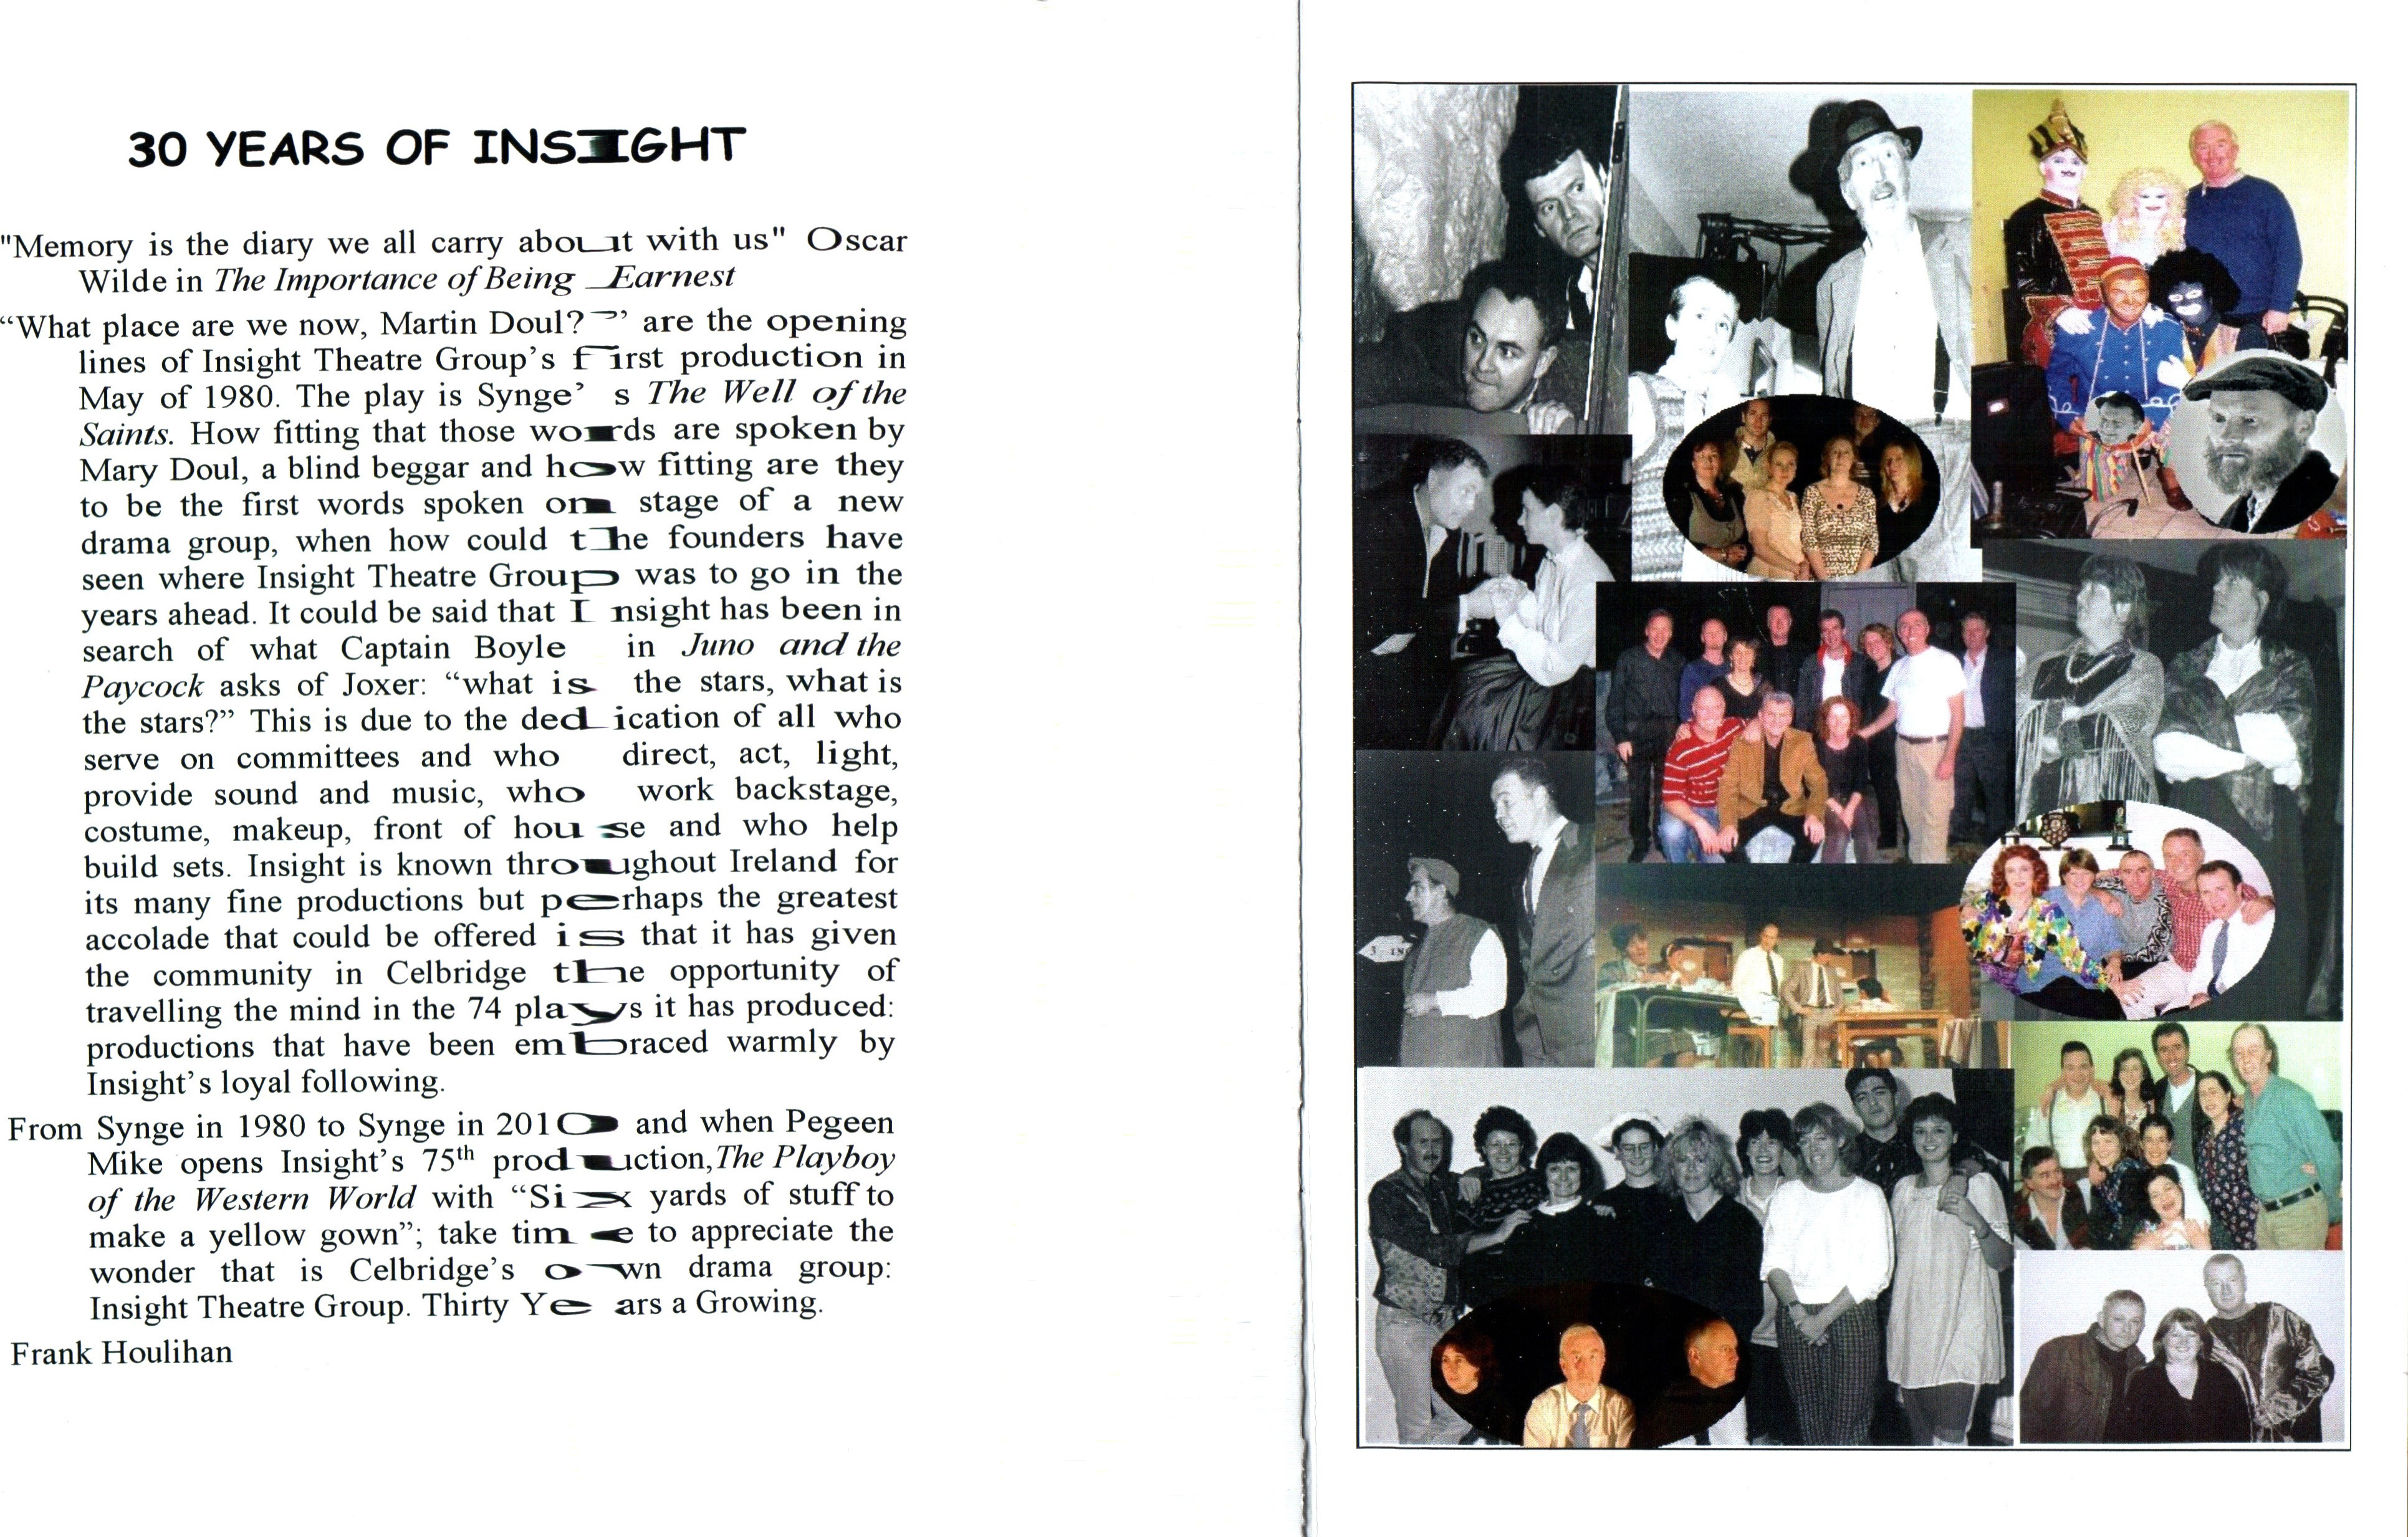 30 YEARS OF INSIGHT
"Memory is the diary we all carry about with us" Oscar
Wilde in The Importance of Being Earnest
“What place are we now, Martin Doul?” are the opening
lines of Insight Theatre Group’s first production in
May of 1980. The play is Synge’s The Well of the
Saints. How fitting that those words are spoken by
Mary Doul, a blind beggar and how fitting are they
to be the first words spoken on stage of a new
drama group, when how could the founders have
seen where Insight Theatre Group was to go in the
years ahead. It could be said that Insight has been in
search of what Captain Boyle in Juno and the
Paycock asks of Joxer: “what is the stars, what is
the stars?” This is due to the dedication of all who
serve on committees and who direct, act, light,
provide sound and music, who work backstage,
costume, makeup, front of house and who help
build sets. Insight is known throughout Ireland for
its many fine productions but perhaps the greatest
accolade that could be offered is that it has given
the community in Celbridge the opportunity of
travelling the mind in the 74 plays it has produced:
productions that have been embraced warmly by
Insight’s loyal following.
From Synge in 1980 to Synge in 2010 and when Pegeen
Mike opens Insight’s 75th production, The Playboy
of the Western World with “Six yards of stuff to
make a yellow gown”; take time to appreciate the
wonder that is Celbridge’s own drama group:
Insight Theatre Group. Thirty Years a Growing.
Frank Houlihan